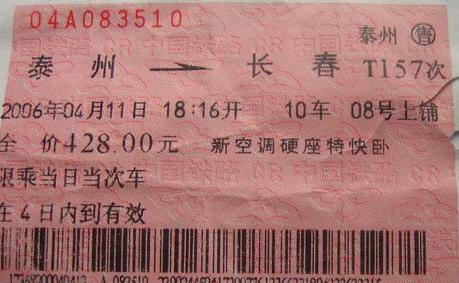 04A083510
泰州 售
泰 州 → 长 春 T157次
2006年04月11日 18:16开 10车 08号上铺
全 价428.00元 新空调硬座特快卧
限乘当日当次车
在4日内到有效